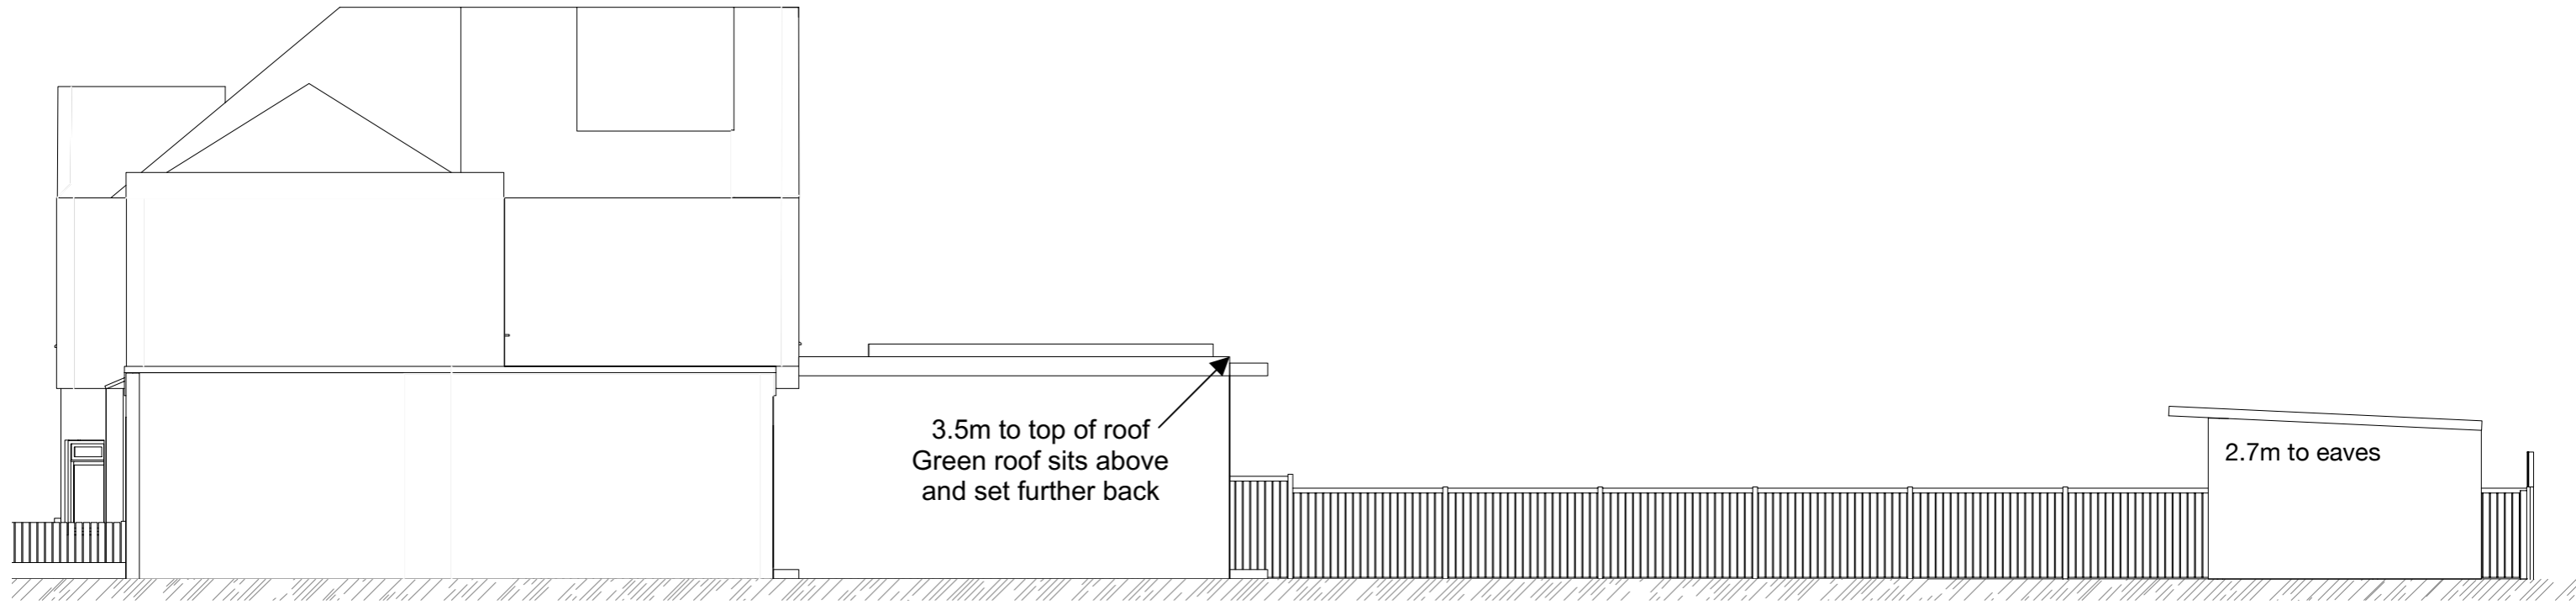 3.5m to top of roof
Green roof sits above
and set further back
2.7m to eaves